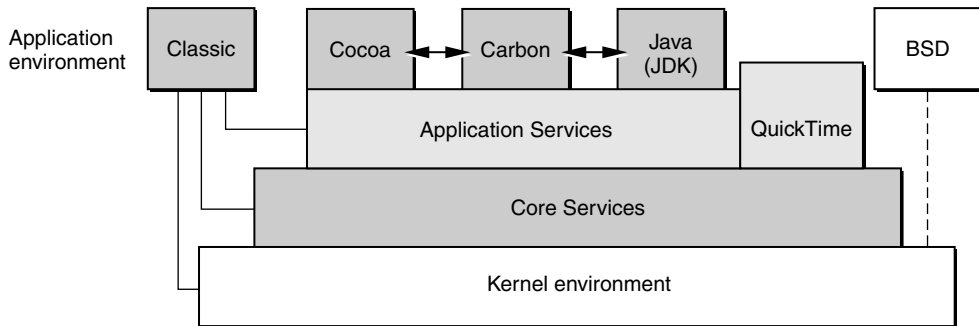 Application
environment
Classic
Cocoa
Carbon
Java
(JDK)
BSD
Application Services
QuickTime
Core Services
Kernel environment